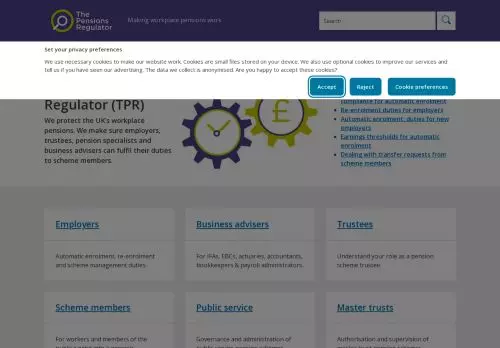 The
Pensions
Regulator
Making workplace pensions work
Search
Set your privacy preferences
We use necessary cookies to make our website work. Cookies are small files stored on your device. We also use optional cookies to improve our services and
tell us if you have seen our advertising. The data we collect is anonymised. Are you happy to accept these cookies?
Accept
Reject
Cookie preferences
Regulator (TPR)
We protect the UK's workplace
pensions. We make sure employers,
trustees, pension specialists and
business advisers can fulfil their duties
to scheme members.
compliance for automatic enrolment
Re-enrolment duties for employers
Automatic enrolment: duties for new
employers
Earnings thresholds for automatic
enrolment
Dealing with transfer requests from
scheme members
Employers
Automatic enrolment, re-enrolment
and scheme management duties.
Business advisers
For IFAs, EBCs, actuaries, accountants,
bookkeepers & payroll administrators.
Trustees
Understand your role as a pension
scheme trustee.
Scheme members
For workers and members of the
Public service
Governance and administration of
Master trusts
Authorisation and supervision of